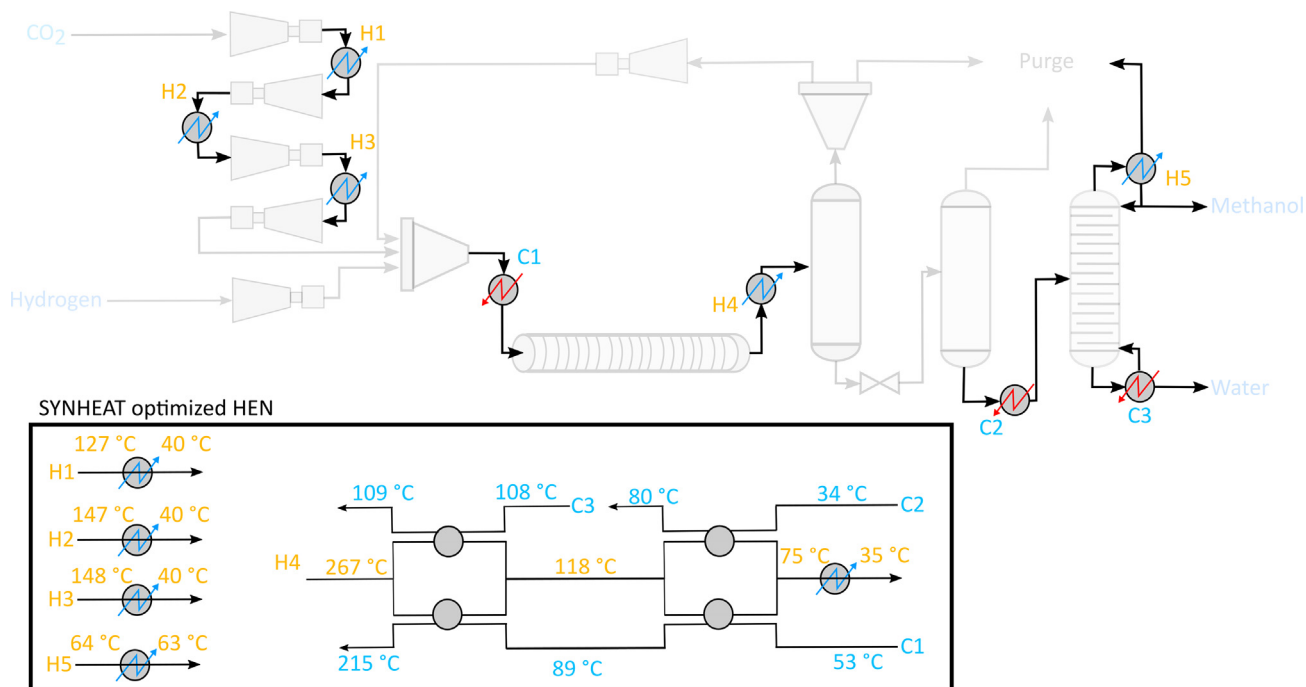 CO2
H1
H2
H3
Hydrogen
C1
H4
Purge
H5
Methanol
C2
C3
Water
SYNHEAT optimized HEN
127 °C 40 °C
H1
147 °C 40 °C
H2
148 °C 40 °C
H3
64 °C 63 °C
H5
109 °C 108 °C C3 80 °C 34 °C C2
H4 267 °C 118 °C 75 °C 35 °C
215 °C 89 °C 53 °C C1